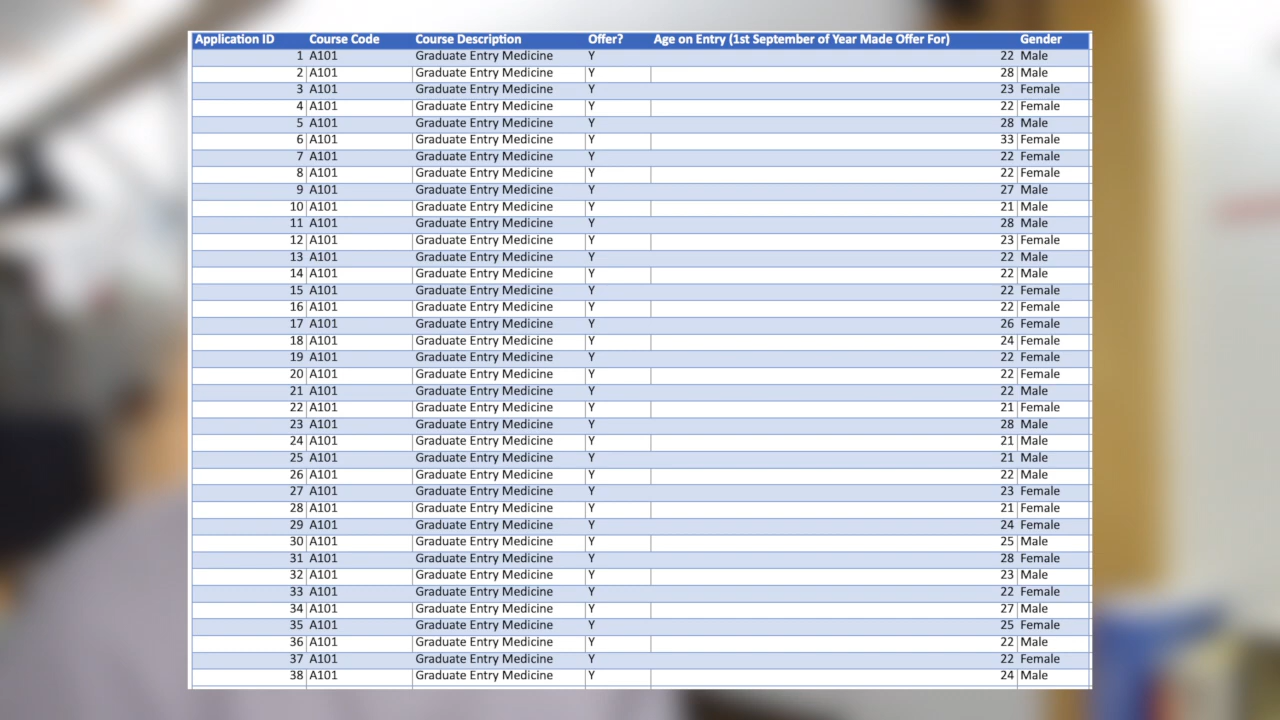 Application ID Course Code Course Description Offer? Age on Entry (1st September of Year Made Offer For) Gender
1 A101 Graduate Entry Medicine Y 22 Male
2 A101 Graduate Entry Medicine Y 28 Male
3 A101 Graduate Entry Medicine Y 23 Female
4 A101 Graduate Entry Medicine Y 22 Female
5 A101 Graduate Entry Medicine Y 28 Male
6 A101 Graduate Entry Medicine Y 33 Female
7 A101 Graduate Entry Medicine Y 22 Female
8 A101 Graduate Entry Medicine Y 22 Female
9 A101 Graduate Entry Medicine Y 27 Male
10 A101 Graduate Entry Medicine Y 21 Male
11 A101 Graduate Entry Medicine Y 28 Male
12 A101 Graduate Entry Medicine Y 23 Female
13 A101 Graduate Entry Medicine Y 22 Male
14 A101 Graduate Entry Medicine Y 22 Male
15 A101 Graduate Entry Medicine Y 22 Female
16 A101 Graduate Entry Medicine Y 22 Female
17 A101 Graduate Entry Medicine Y 26 Female
18 A101 Graduate Entry Medicine Y 24 Female
19 A101 Graduate Entry Medicine Y 22 Female
20 A101 Graduate Entry Medicine Y 22 Female
21 A101 Graduate Entry Medicine Y 22 Male
22 A101 Graduate Entry Medicine Y 21 Female
23 A101 Graduate Entry Medicine Y 28 Male
24 A101 Graduate Entry Medicine Y 21 Male
25 A101 Graduate Entry Medicine Y 21 Male
26 A101 Graduate Entry Medicine Y 22 Male
27 A101 Graduate Entry Medicine Y 23 Female
28 A101 Graduate Entry Medicine Y 21 Female
29 A101 Graduate Entry Medicine Y 24 Female
30 A101 Graduate Entry Medicine Y 25 Male
31 A101 Graduate Entry Medicine Y 28 Female
32 A101 Graduate Entry Medicine Y 23 Male
33 A101 Graduate Entry Medicine Y 22 Female
34 A101 Graduate Entry Medicine Y 27 Male
35 A101 Graduate Entry Medicine Y 25 Female
36 A101 Graduate Entry Medicine Y 22 Male
37 A101 Graduate Entry Medicine Y 22 Female
38 A101 Graduate Entry Medicine Y 24 Male